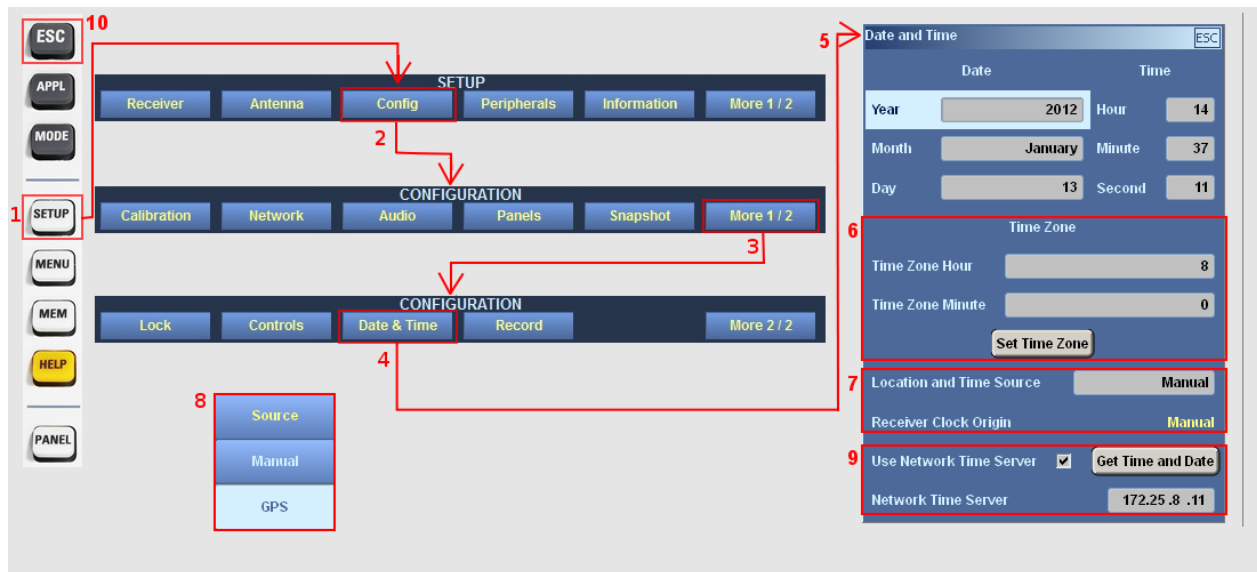 ESC
10
APPL
MODE
1
SETUP
MENU
MEM
HELP
PANEL
SETUP
Receiver Antenna Config Peripherals Information More 1 / 2
2
CONFIGURATION
Calibration Network Audio Panels Snapshot More 1 / 2
3
CONFIGURATION
Lock Controls Date & Time Record More 2 / 2
4
8
Source
Manual
GPS
5
Date and Time ESC
Date Time
Year 2012 Hour 14
Month January Minute 37
Day 13 Second 11
6
Time Zone
Time Zone Hour 8
Time Zone Minute 0
Set Time Zone
7
Location and Time Source Manual
Receiver Clock Origin Manual
9
Use Network Time Server Get Time and Date
Network Time Server 172.25 .8 .11